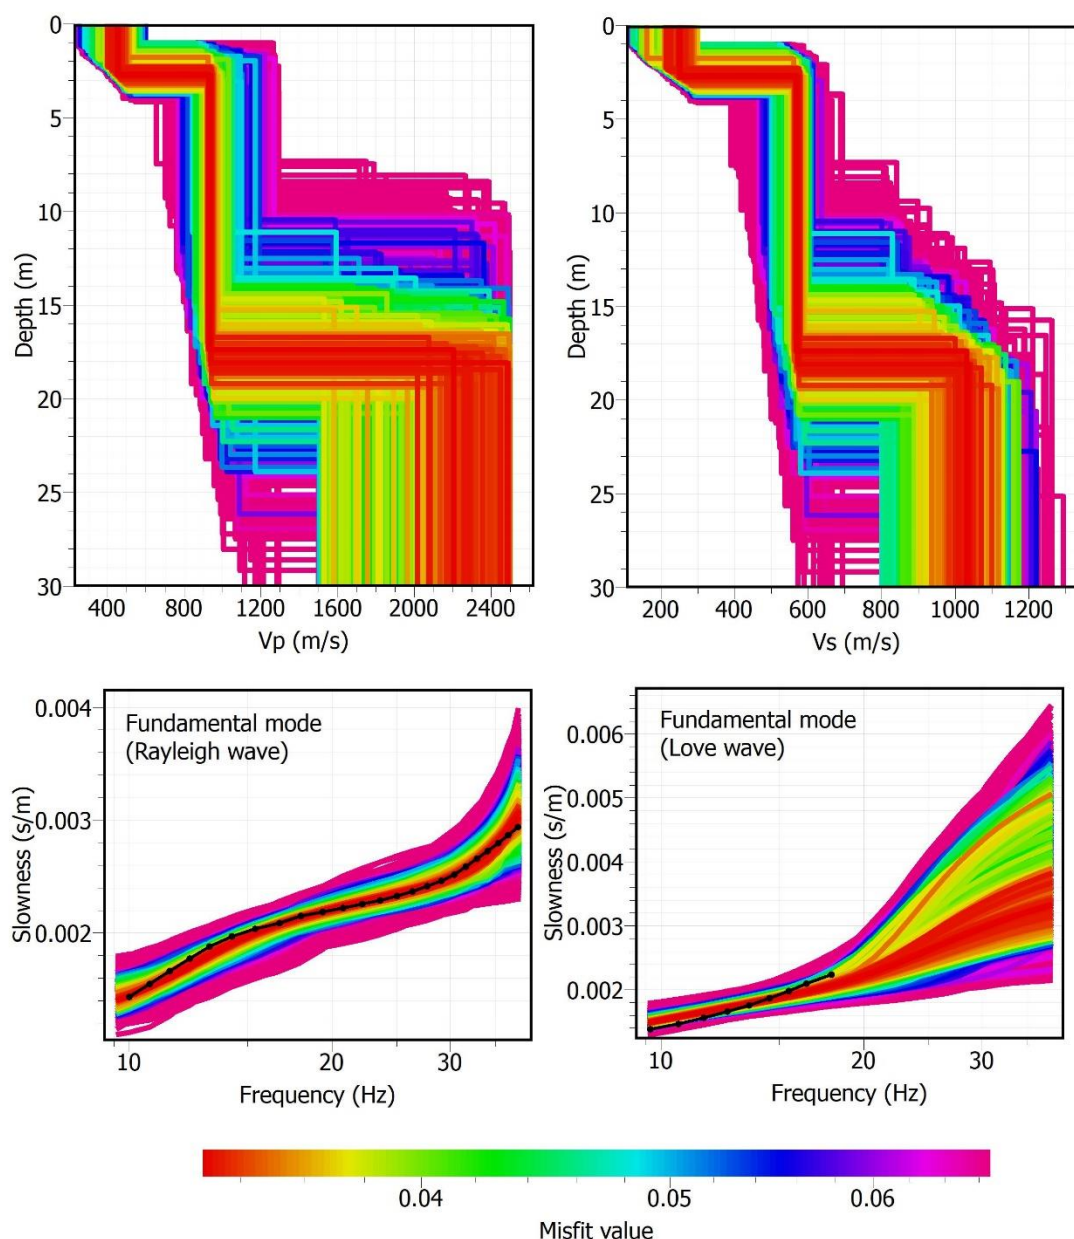 0
5
10
15
20
25
30
Depth (m)
400 800 1200 1600 2000 2400
Vp (m/s)
0
5
10
15
20
25
30
Depth (m)
200 400 600 800 1000 1200
Vs (m/s)
0.004
0.003
0.002
Slowness (s/m)
Fundamental mode
(Rayleigh wave)
10 20 30
Frequency (Hz)
0.006
0.005
0.004
0.003
0.002
Slowness (s/m)
Fundamental mode
(Love wave)
10 20 30
Frequency (Hz)
0.04 0.05 0.06
Misfit value